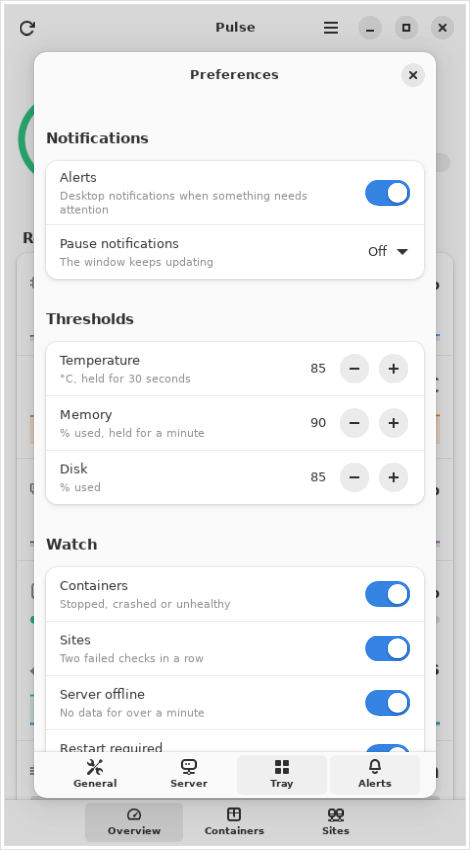 Pulse
Preferences
Notifications
Alerts
Desktop notifications when something needs
attention
Pause notifications
The window keeps updating
Off
Thresholds
Temperature
°C, held for 30 seconds
85
Memory
% used, held for a minute
90
Disk
% used
85
Watch
Containers
Stopped, crashed or unhealthy
Sites
Two failed checks in a row
Server offline
No data for over a minute
Restart required
General
Server
Tray
Alerts
Overview
Containers
Sites